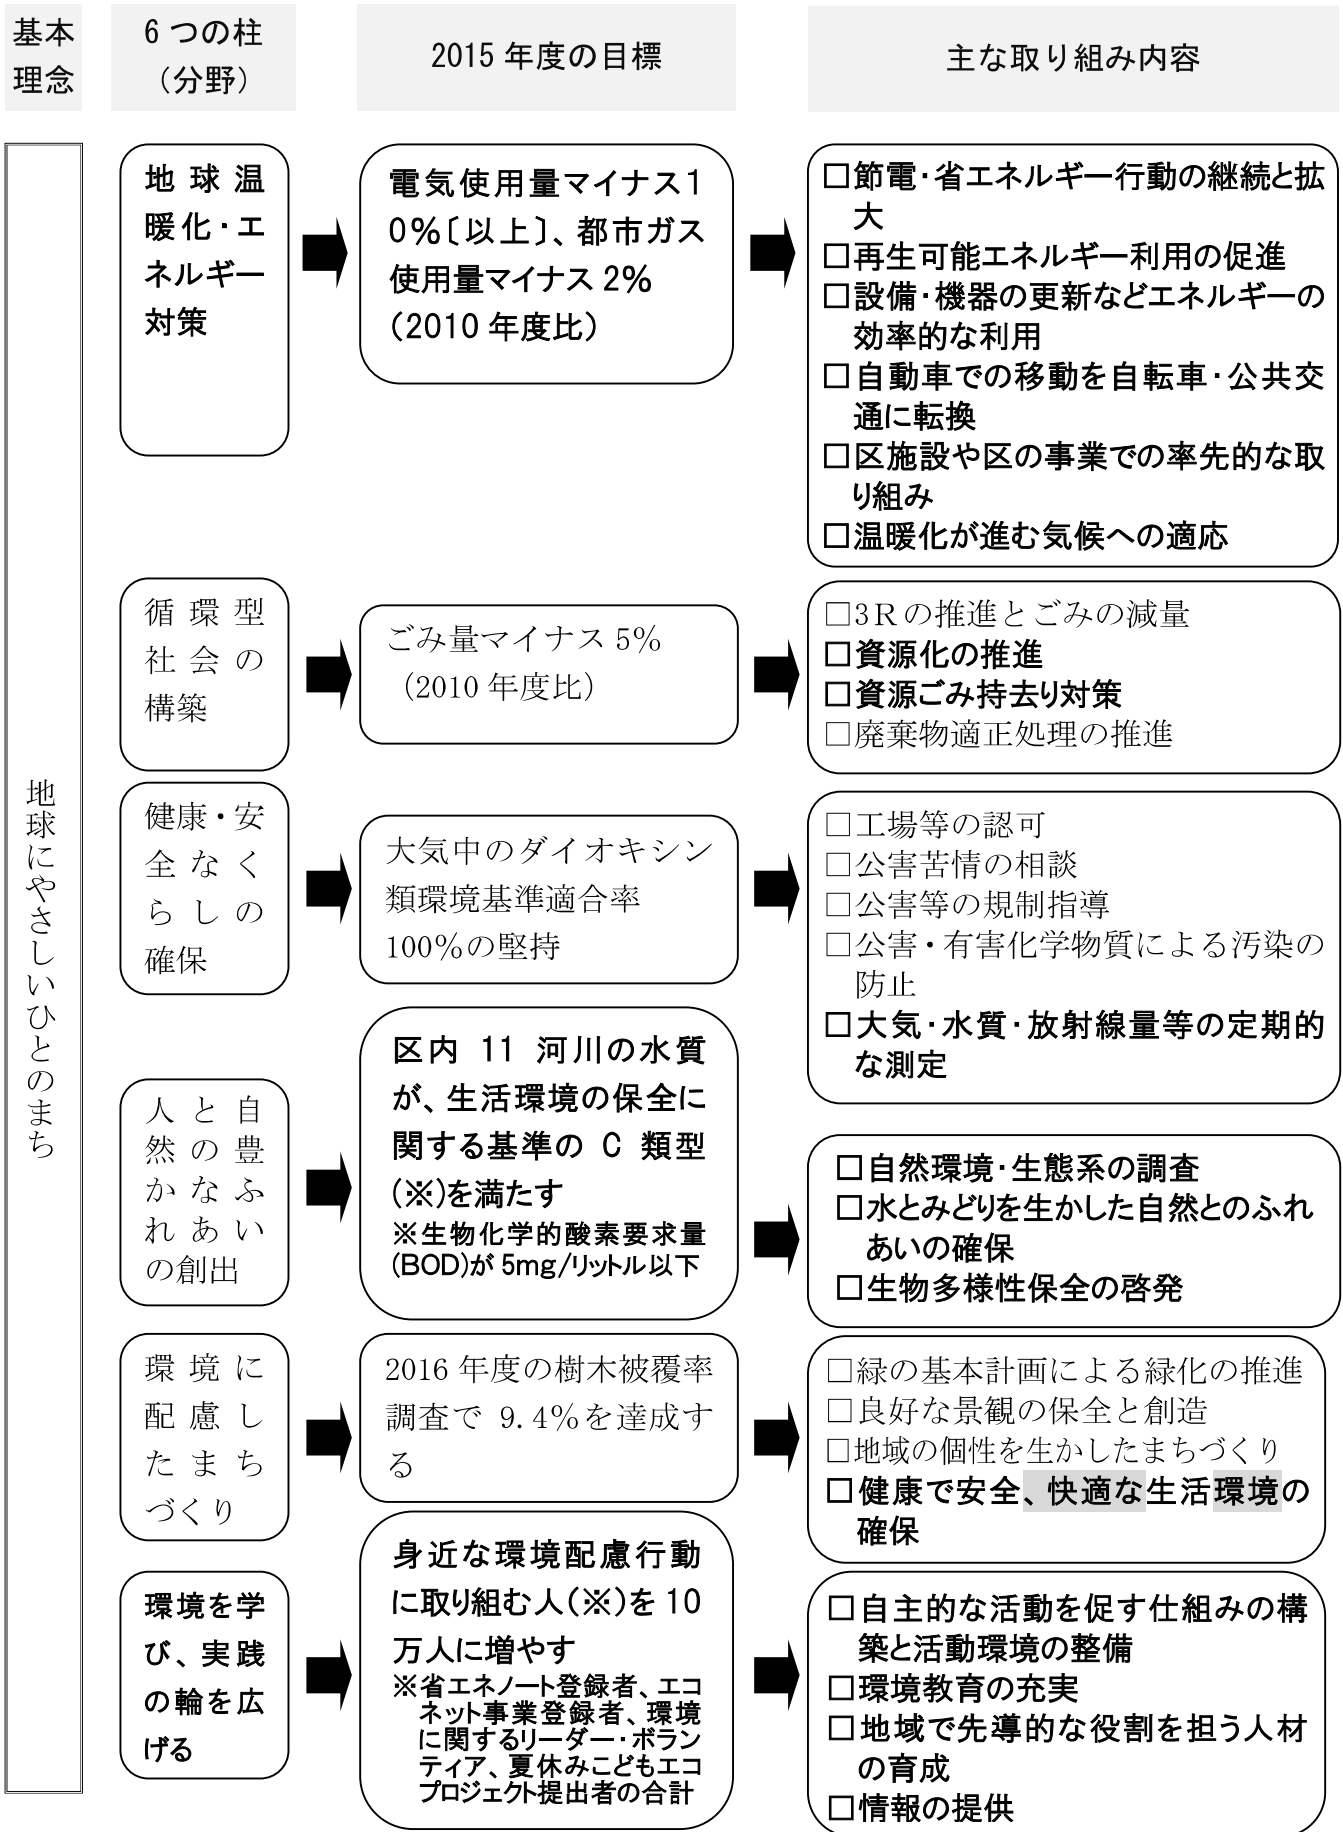 基本
理念
6 つの柱
（分野）
2015 年度の目標
主な取り組み内容
地球にやさしいひとのまち
地球温
暖化・エ
ネルギー
対策
電気使用量マイナス1
0％〔以上〕、都市ガス
使用量マイナス 2％
（2010 年度比）
□節電・省エネルギー行動の継続と拡
大
□再生可能エネルギー利用の促進
□設備・機器の更新などエネルギーの
効率的な利用
□自動車での移動を自転車・公共交
通に転換
□区施設や区の事業での率先的な取
り組み
□温暖化が進む気候への適応
循環型
社会の
構築
ごみ量マイナス 5％
（2010 年度比）
□3Ｒの推進とごみの減量
□資源化の推進
□資源ごみ持去り対策
□廃棄物適正処理の推進
健康・安
全なく
らしの
確保
大気中のダイオキシン
類環境基準適合率
100％の堅持
□工場等の認可
□公害苦情の相談
□公害等の規制指導
□公害・有害化学物質による汚染の
防止
□大気・水質・放射線量等の定期的
な測定
人と自
然の豊
かなふ
れあい
の創出
区内 11 河川の水質
が、生活環境の保全に
関する基準の C 類型
(※)を満たす
※生物化学的酸素要求量
(BOD)が 5mg/リットル以下
□自然環境・生態系の調査
□水とみどりを生かした自然とのふれ
あいの確保
□生物多様性保全の啓発
環境に
配慮し
たまち
づくり
2016 年度の樹木被覆率
調査で 9.4％を達成す
る
□緑の基本計画による緑化の推進
□良好な景観の保全と創造
□地域の個性を生かしたまちづくり
□健康で安全、快適な生活環境の
確保
環境を学
び、実践
の輪を広
げる
身近な環境配慮行動
に取り組む人(※)を 10
万人に増やす
※省エネノート登録者、エコ
ネット事業登録者、環境
に関するリーダー・ボラン
ティア、夏休みこどもエコ
プロジェクト提出者の合計
□自主的な活動を促す仕組みの構
築と活動環境の整備
□環境教育の充実
□地域で先導的な役割を担う人材
の育成
□情報の提供